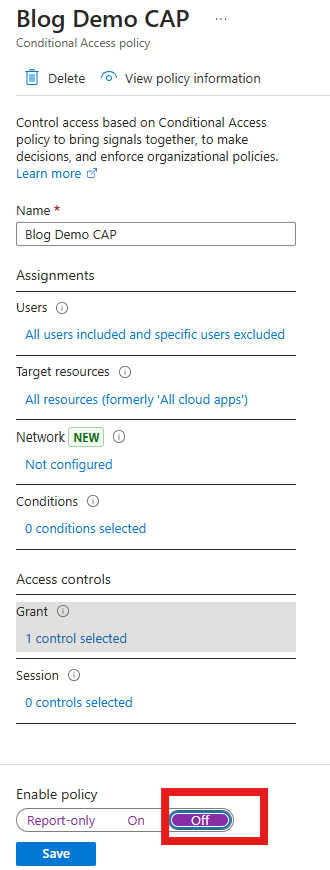 Blog Demo CAP ...
Conditional Access policy
Delete View policy information
Control access based on Conditional Access
policy to bring signals together, to make
decisions, and enforce organizational policies.
Learn more
Name *
Blog Demo CAP
Assignments
Users
All users included and specific users excluded
Target resources
All resources (formerly 'All cloud apps')
Network NEW
Not configured
Conditions
0 conditions selected
Access controls
Grant
1 control selected
Session
0 controls selected
Enable policy
Report-only On Off
Save